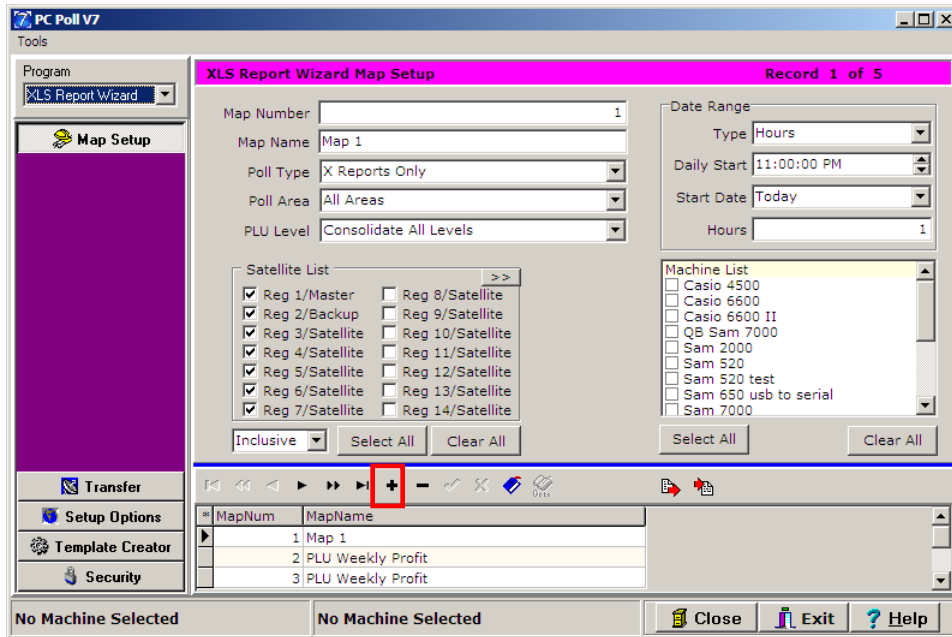 PC Poll V7
Tools
Program
XLS Report Wizard
Map Setup
Transfer
Setup Options
Template Creator
Security
XLS Report Wizard Map Setup Record 1 of 5
Map Number 1
Map Name Map 1
Poll Type X Reports Only
Poll Area All Areas
PLU Level Consolidate All Levels
Date Range
Type Hours
Daily Start 11:00:00 PM
Start Date Today
Hours 1
Satellite List >>
Reg 1/Master Reg 8/Satellite
Reg 2/Backup Reg 9/Satellite
Reg 3/Satellite Reg 10/Satellite
Reg 4/Satellite Reg 11/Satellite
Reg 5/Satellite Reg 12/Satellite
Reg 6/Satellite Reg 13/Satellite
Reg 7/Satellite Reg 14/Satellite
Inclusive Select All Clear All
Machine List
Casio 4500
Casio 6600
Casio 6600 II
QB Sam 7000
Sam 2000
Sam 520
Sam 520 test
Sam 650 usb to serial
Sam 7000
Select All Clear All
* MapNum MapName
1 Map 1
2 PLU Weekly Profit
3 PLU Weekly Profit
No Machine Selected No Machine Selected Close Exit ? Help